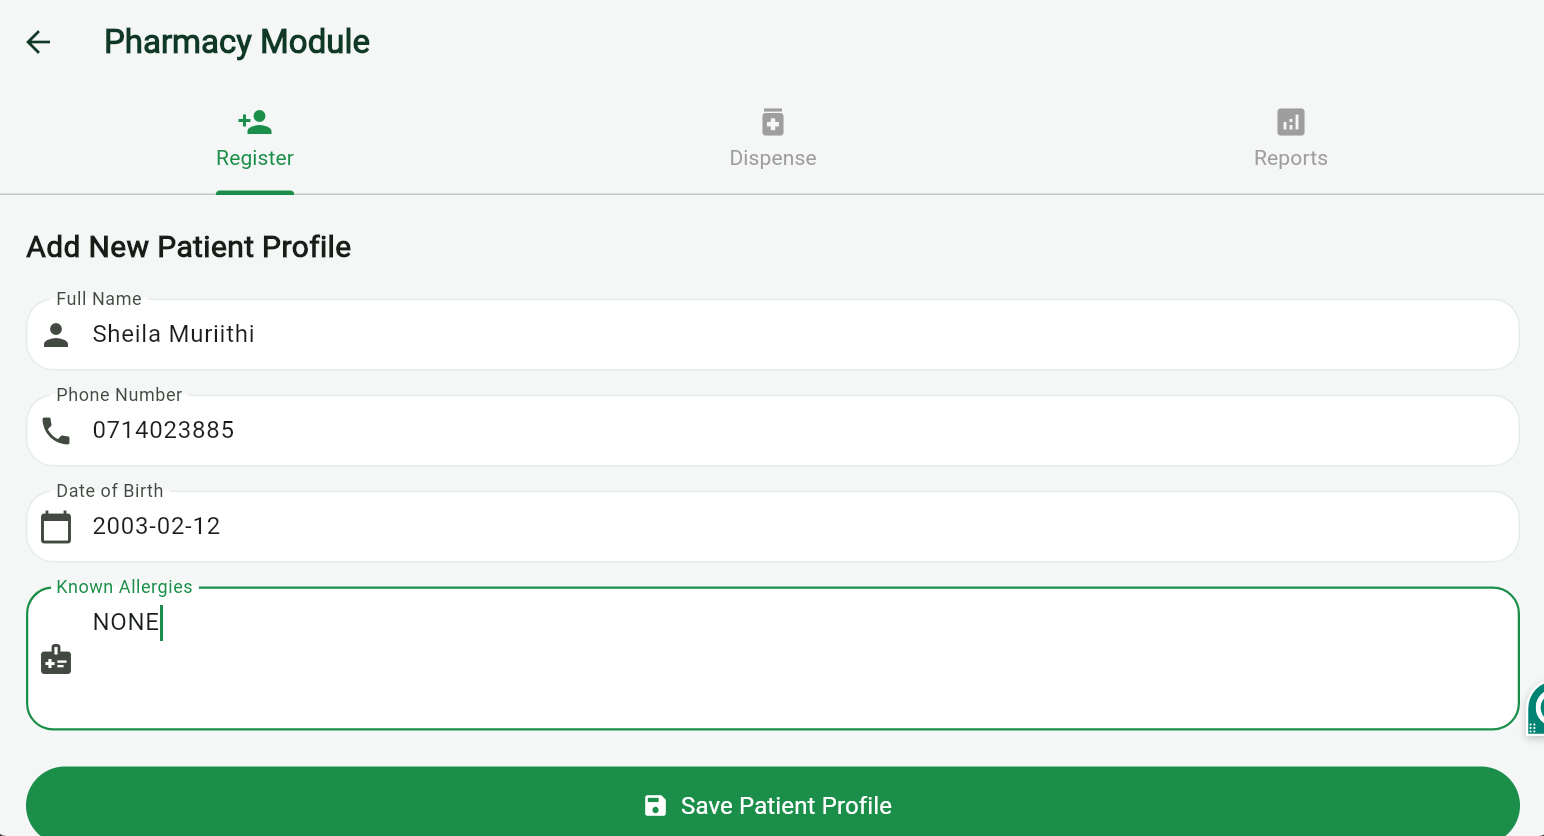 Pharmacy Module
Register
Dispense
Reports
Add New Patient Profile
Full Name
Sheila Muriithi
Phone Number
0714023885
Date of Birth
2003-02-12
Known Allergies
NONE
Save Patient Profile